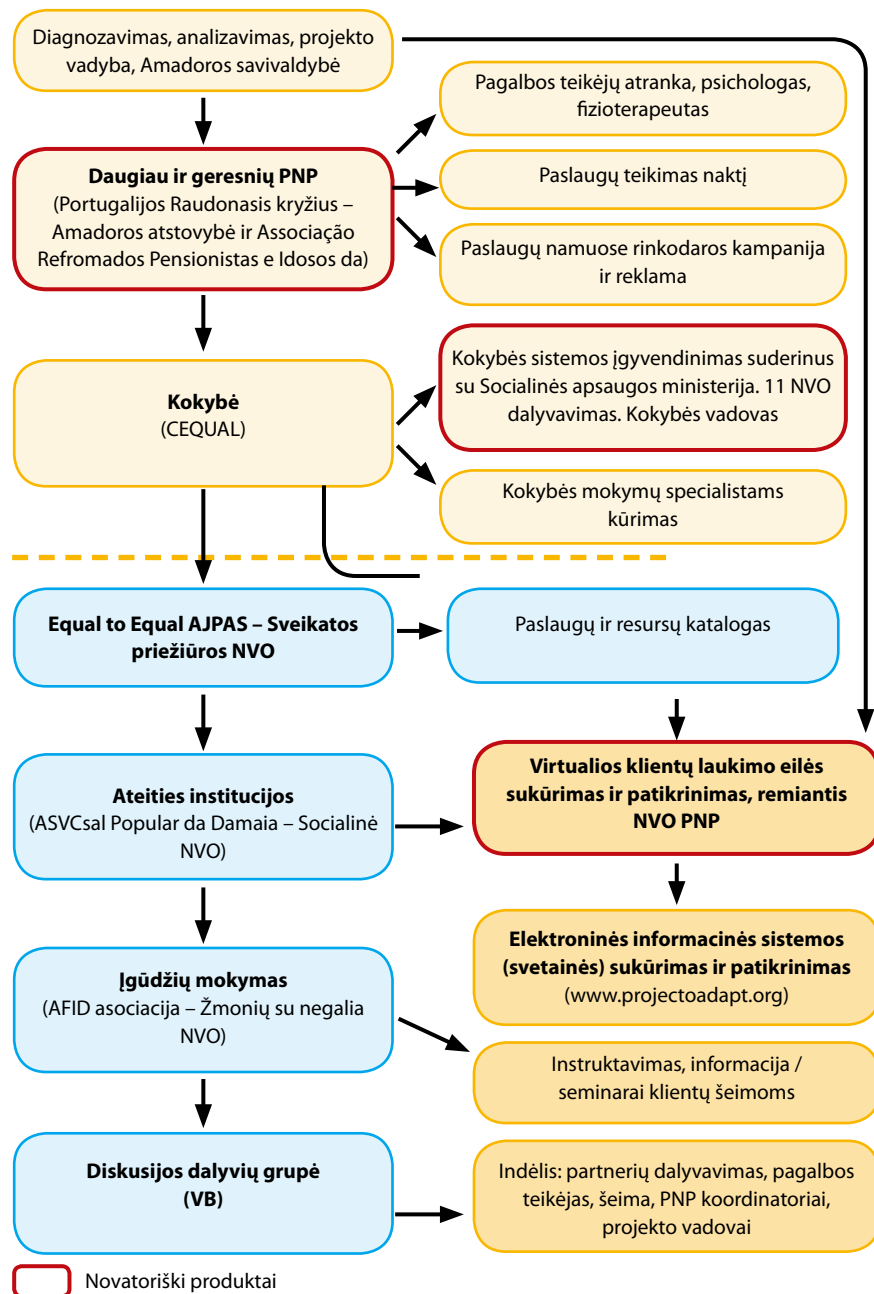 Diagnozavimas, analizavimas, projekto
vadyba, Amadoros savivaldybė
Pagalbos teikėjų atranka, psichologas,
fizioterapeutas
Daugiau ir geresnių PNP
(Portugalijos Raudonasis kryžius –
Amadoros atstovybė ir Associação
Refromados Pensionistas e Idosos da)
Paslaugų teikimas naktį
Paslaugų namuose rinkodaros kampanija
ir reklama
Kokybė
(CEQUAL)
Kokybės sistemos įgyvendinimas suderinus
su Socialinės apsaugos ministerija. 11 NVO
dalyvavimas. Kokybės vadovas
Kokybės mokymų specialistams
kūrimas
Equal to Equal AJPAS – Sveikatos
priežiūros NVO
Paslaugų ir resursų katalogas
Ateities institucijos
(ASVCsal Popular da Damaia – Socialinė
NVO)
Virtualios klientų laukimo eilės
sukūrimas ir patikrinimas, remiantis
NVO PNP
Įgūdžių mokymas
(AFID asociacija – Žmonių su negalia
NVO)
Elektroninės informacinės sistemos
(svetainės) sukūrimas ir patikrinimas
(www.projectoadapt.org)
Instruktavimas, informacija /
seminarai klientų šeimoms
Diskusijos dalyvių grupė
(VB)
Indėlis: partnerių dalyvavimas, pagalbos
teikėjas, šeima, PNP koordinatoriai,
projekto vadovai
Novatoriški produktai